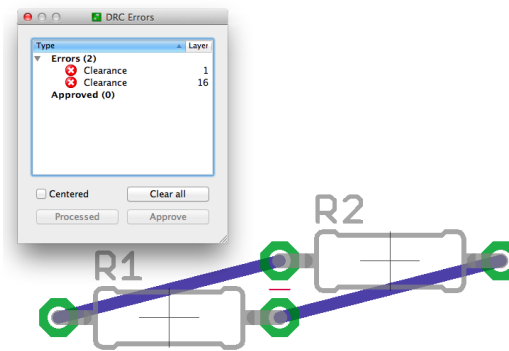 DRC Errors
Type Layer
Errors (2)
Clearance 1
Clearance 16
Approved (0)
Centered Clear all
Processed Approve
R2
R1